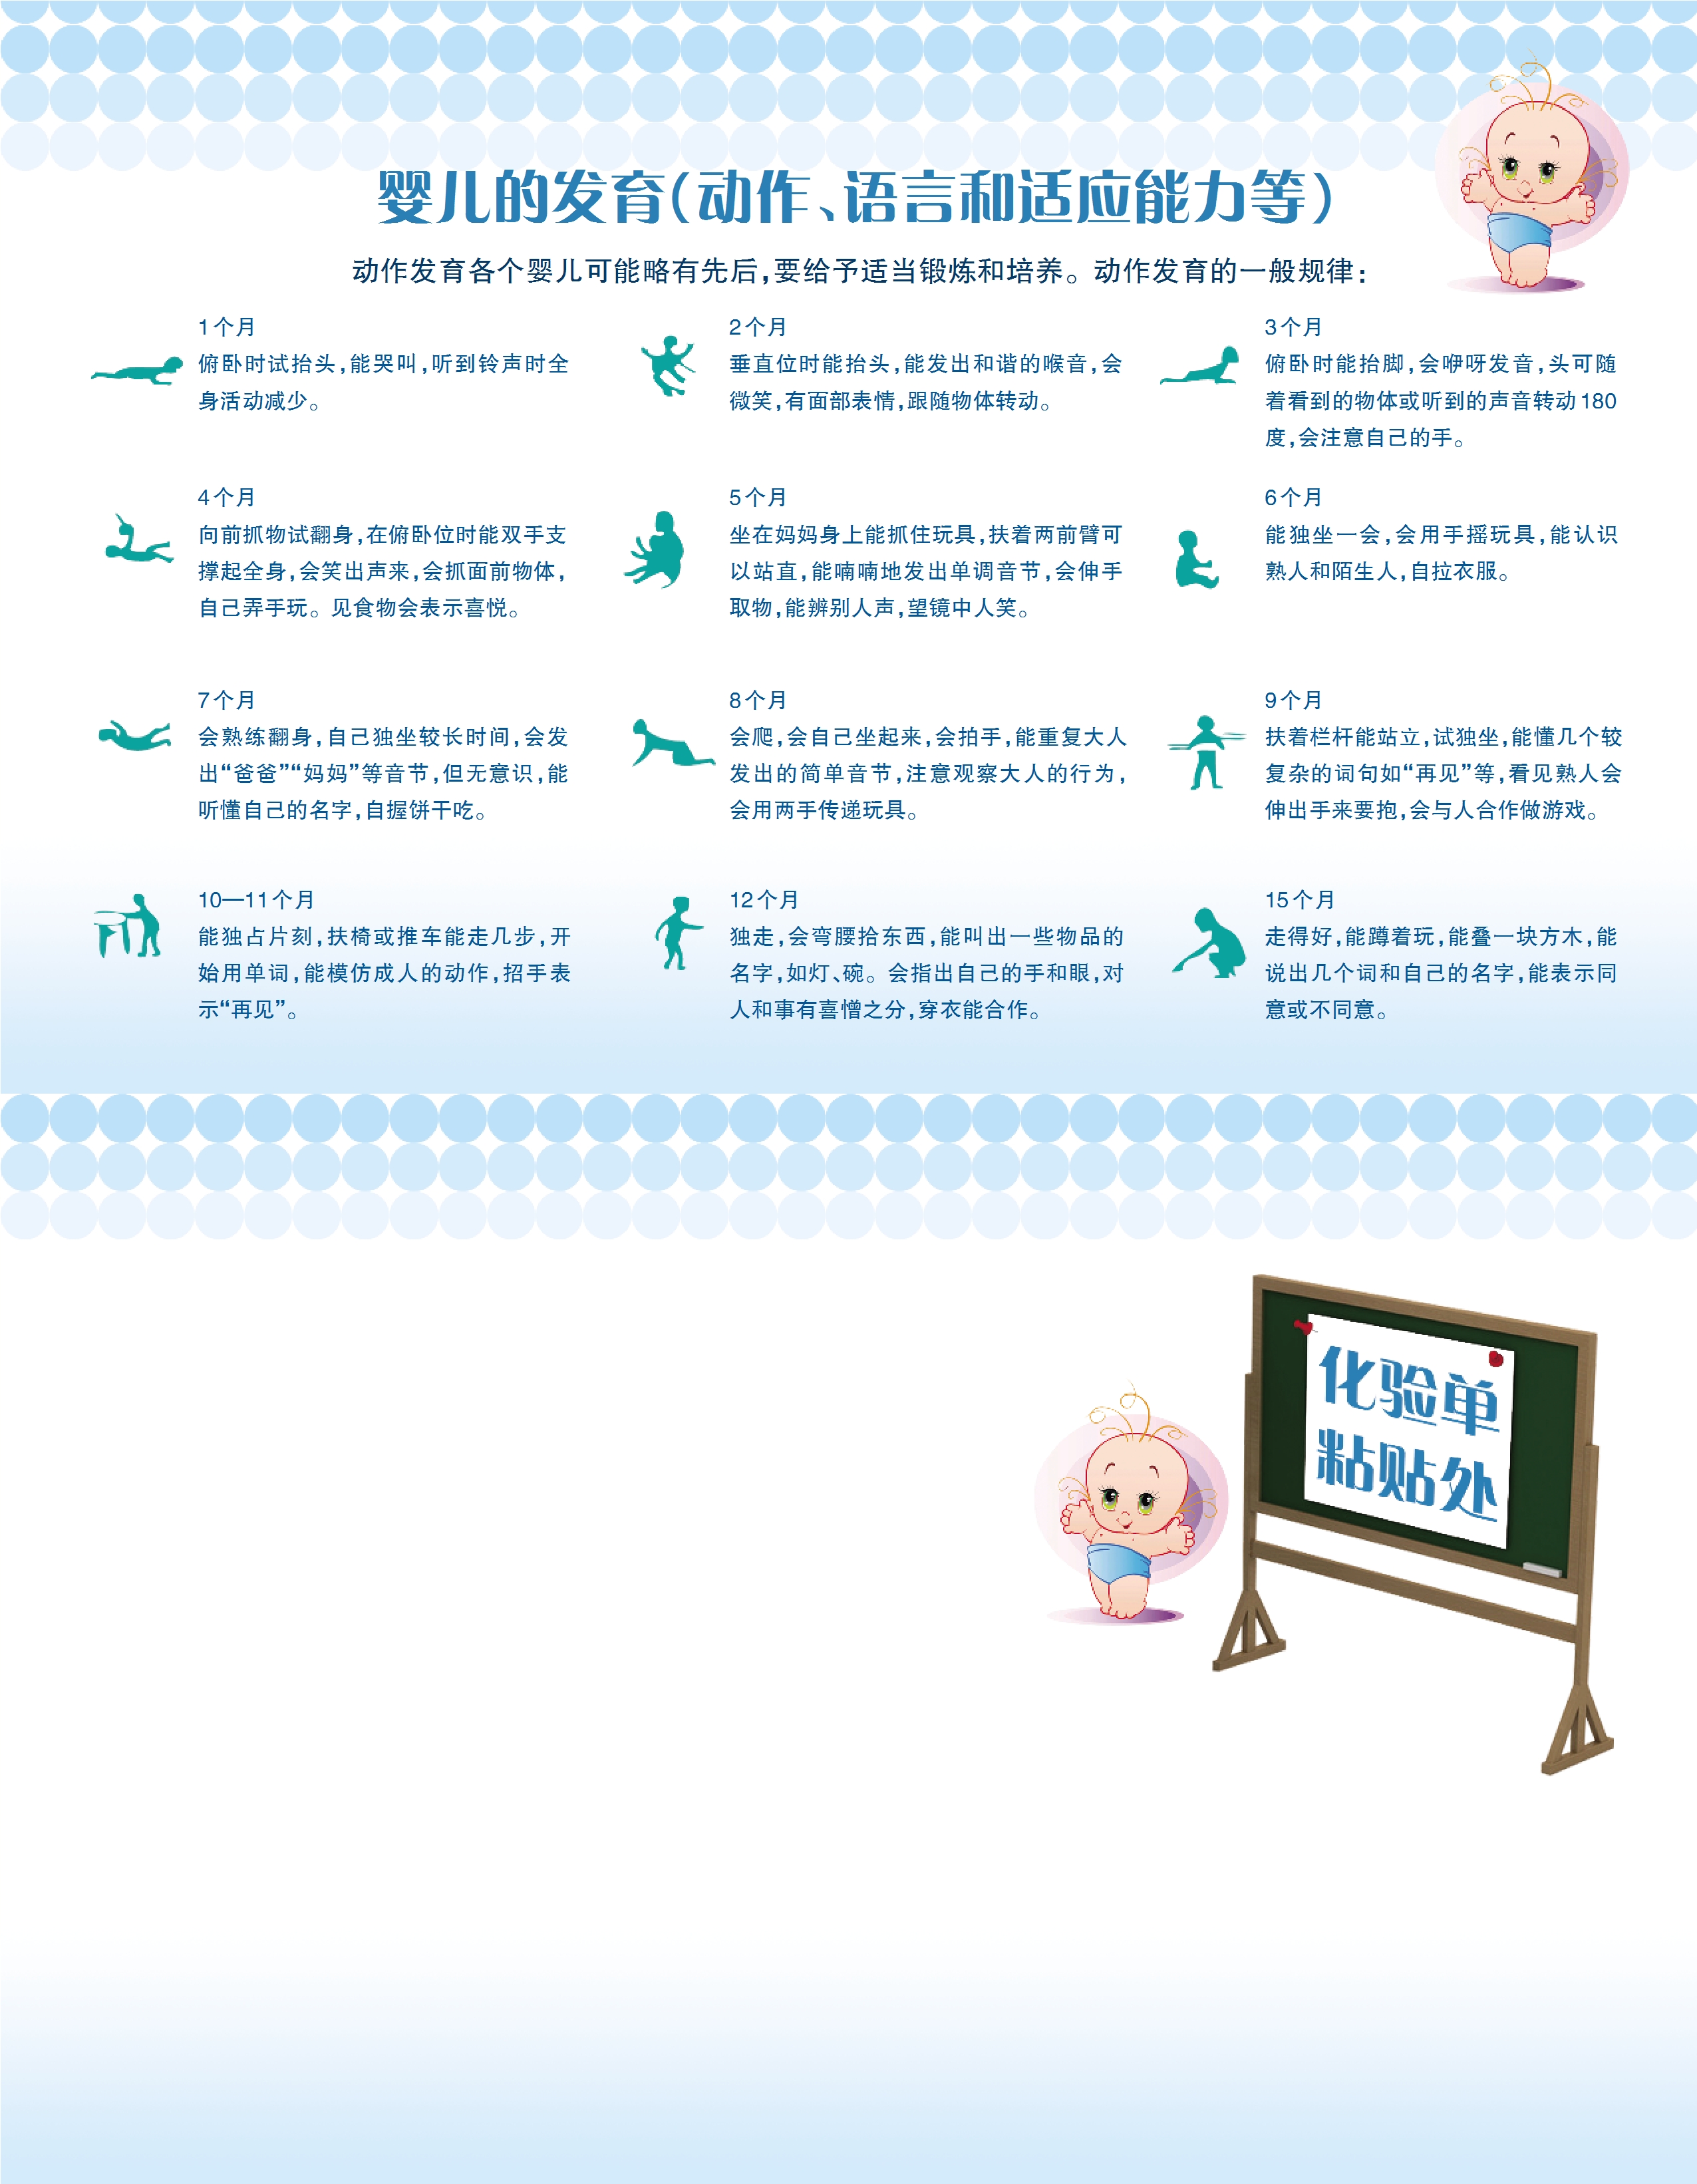 婴儿的发育(动作、语言和适应能力等)
动作发育各个婴儿可能略有先后,要给予适当锻炼和培养。动作发育的一般规律:
1个月
俯卧时试抬头,能哭叫,听到铃声时全
身活动减少。
2个月
垂直位时能抬头,能发出和谐的喉音,会
微笑,有面部表情,跟随物体转动。
3个月
俯卧时能抬脚,会咿呀发音,头可随
着看到的物体或听到的声音转动180
度,会注意自己的手。
4个月
向前抓物试翻身,在俯卧位时能双手支
撑起全身,会笑出声来,会抓面前物体,
自己弄手玩。见食物会表示喜悦。
5个月
坐在妈妈身上能抓住玩具,扶着两前臂可
以站直,能喃喃地发出单调音节,会伸手
取物,能辨别人声,望镜中人笑。
6个月
能独坐一会,会用手摇玩具,能认识
熟人和陌生人,自拉衣服。
7个月
会熟练翻身,自己独坐较长时间,会发
出“爸爸”“妈妈”等音节,但无意识,能
听懂自己的名字,自握饼干吃。
8个月
会爬,会自己坐起来,会拍手,能重复大人
发出的简单音节,注意观察大人的行为,
会用两手传递玩具。
9个月
扶着栏杆能站立,试独坐,能懂几个较
复杂的词句如“再见”等,看见熟人会
伸出手来要抱,会与人合作做游戏。
10—11个月
能独占片刻,扶椅或推车能走几步,开
始用单词,能模仿成人的动作,招手表
示“再见”。
12个月
独走,会弯腰拾东西,能叫出一些物品的
名字,如灯、碗。会指出自己的手和眼,对
人和事有喜憎之分,穿衣能合作。
15个月
走得好,能蹲着玩,能叠一块方木,能
说出几个词和自己的名字,能表示同
意或不同意。
化验单
粘贴处